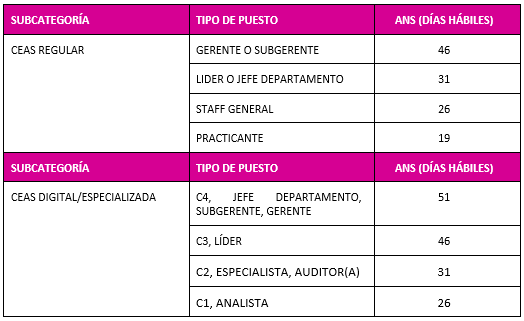 SUBCATEGORÍA TIPO DE PUESTO ANS (DÍAS HÁBILES)
CEAS REGULAR GERENTE O SUBGERENTE 46
LIDER O JEFE DEPARTAMENTO 31
STAFF GENERAL 26
PRACTICANTE 19
SUBCATEGORÍA TIPO DE PUESTO ANS (DÍAS HÁBILES)
CEAS DIGITAL/ESPECIALIZADA C4, JEFE DEPARTAMENTO, 51
SUBGERENTE, GERENTE
C3, LÍDER 46
C2, ESPECIALISTA, AUDITOR(A) 31
C1, ANALISTA 26